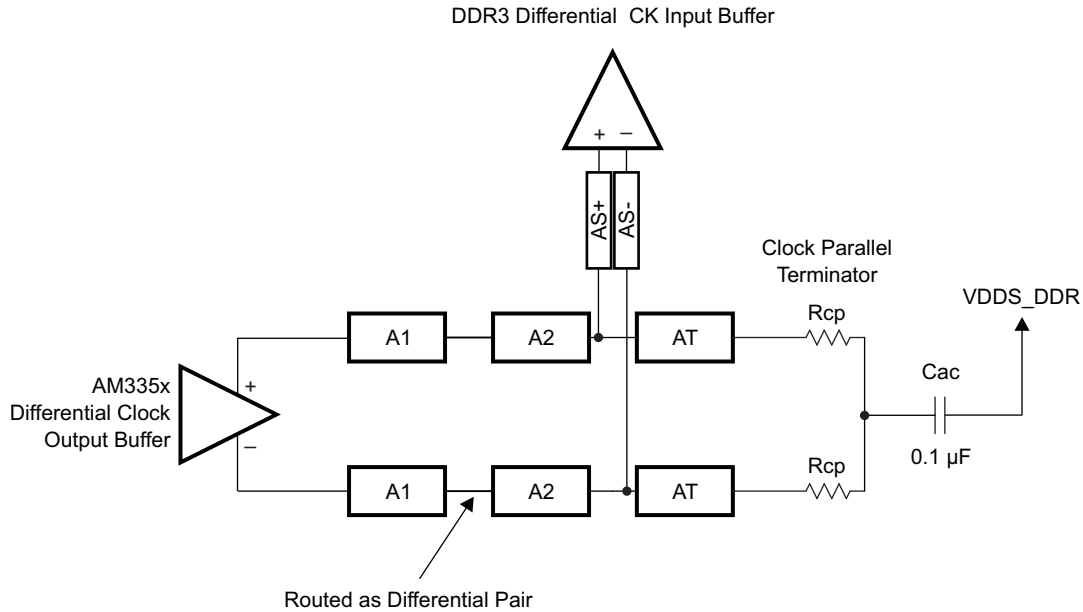 DDR3 Differential CK Input Buffer
+ −
AS+
AS-
Clock Parallel
Terminator
VDDS_DDR
Rcp
A1
A2
AT
Cac
AM335x
Differential Clock
Output Buffer
+
−
0.1 µF
Rcp
A1
A2
AT
Routed as Differential Pair